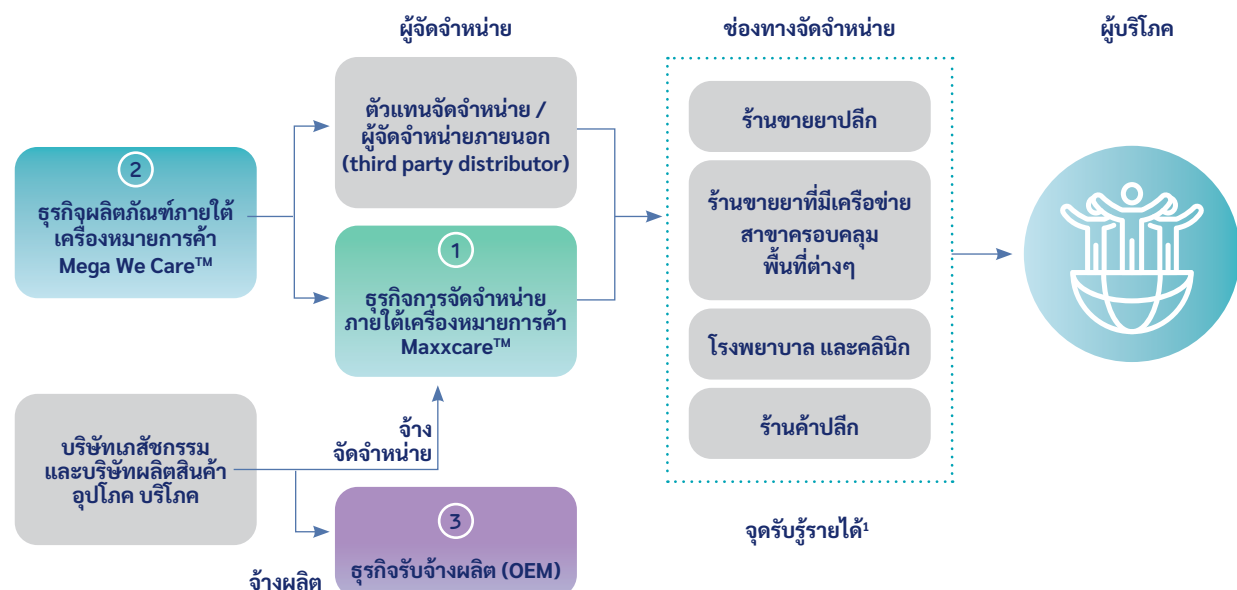 ผู้จัดจำหน่าย
ช่องทางจัดจำหน่าย
ผู้บริโภค
2
ธุรกิจผลิตภัณฑ์ภายใต้
เครื่องหมายการค้า
Mega We Care™
ตัวแทนจัดจำหน่าย /
ผู้จัดจำหน่ายภายนอก
(third party distributor)
1
ธุรกิจการจัดจำหน่าย
ภายใต้เครื่องหมายการค้า
Maxxcare™
ร้านขายยาปลีก
ร้านขายยาที่มีเครือข่าย
สาขาครอบคลุม
พื้นที่ต่างๆ
โรงพยาบาล และคลินิก
ร้านค้าปลีก
บริษัทเภสัชกรรม
และบริษัทผลิตสินค้า
อุปโภค บริโภค
จ้าง
จัดจำหน่าย
3
ธุรกิจรับจ้างผลิต (OEM)
จ้างผลิต
จุดรับรู้รายได้¹